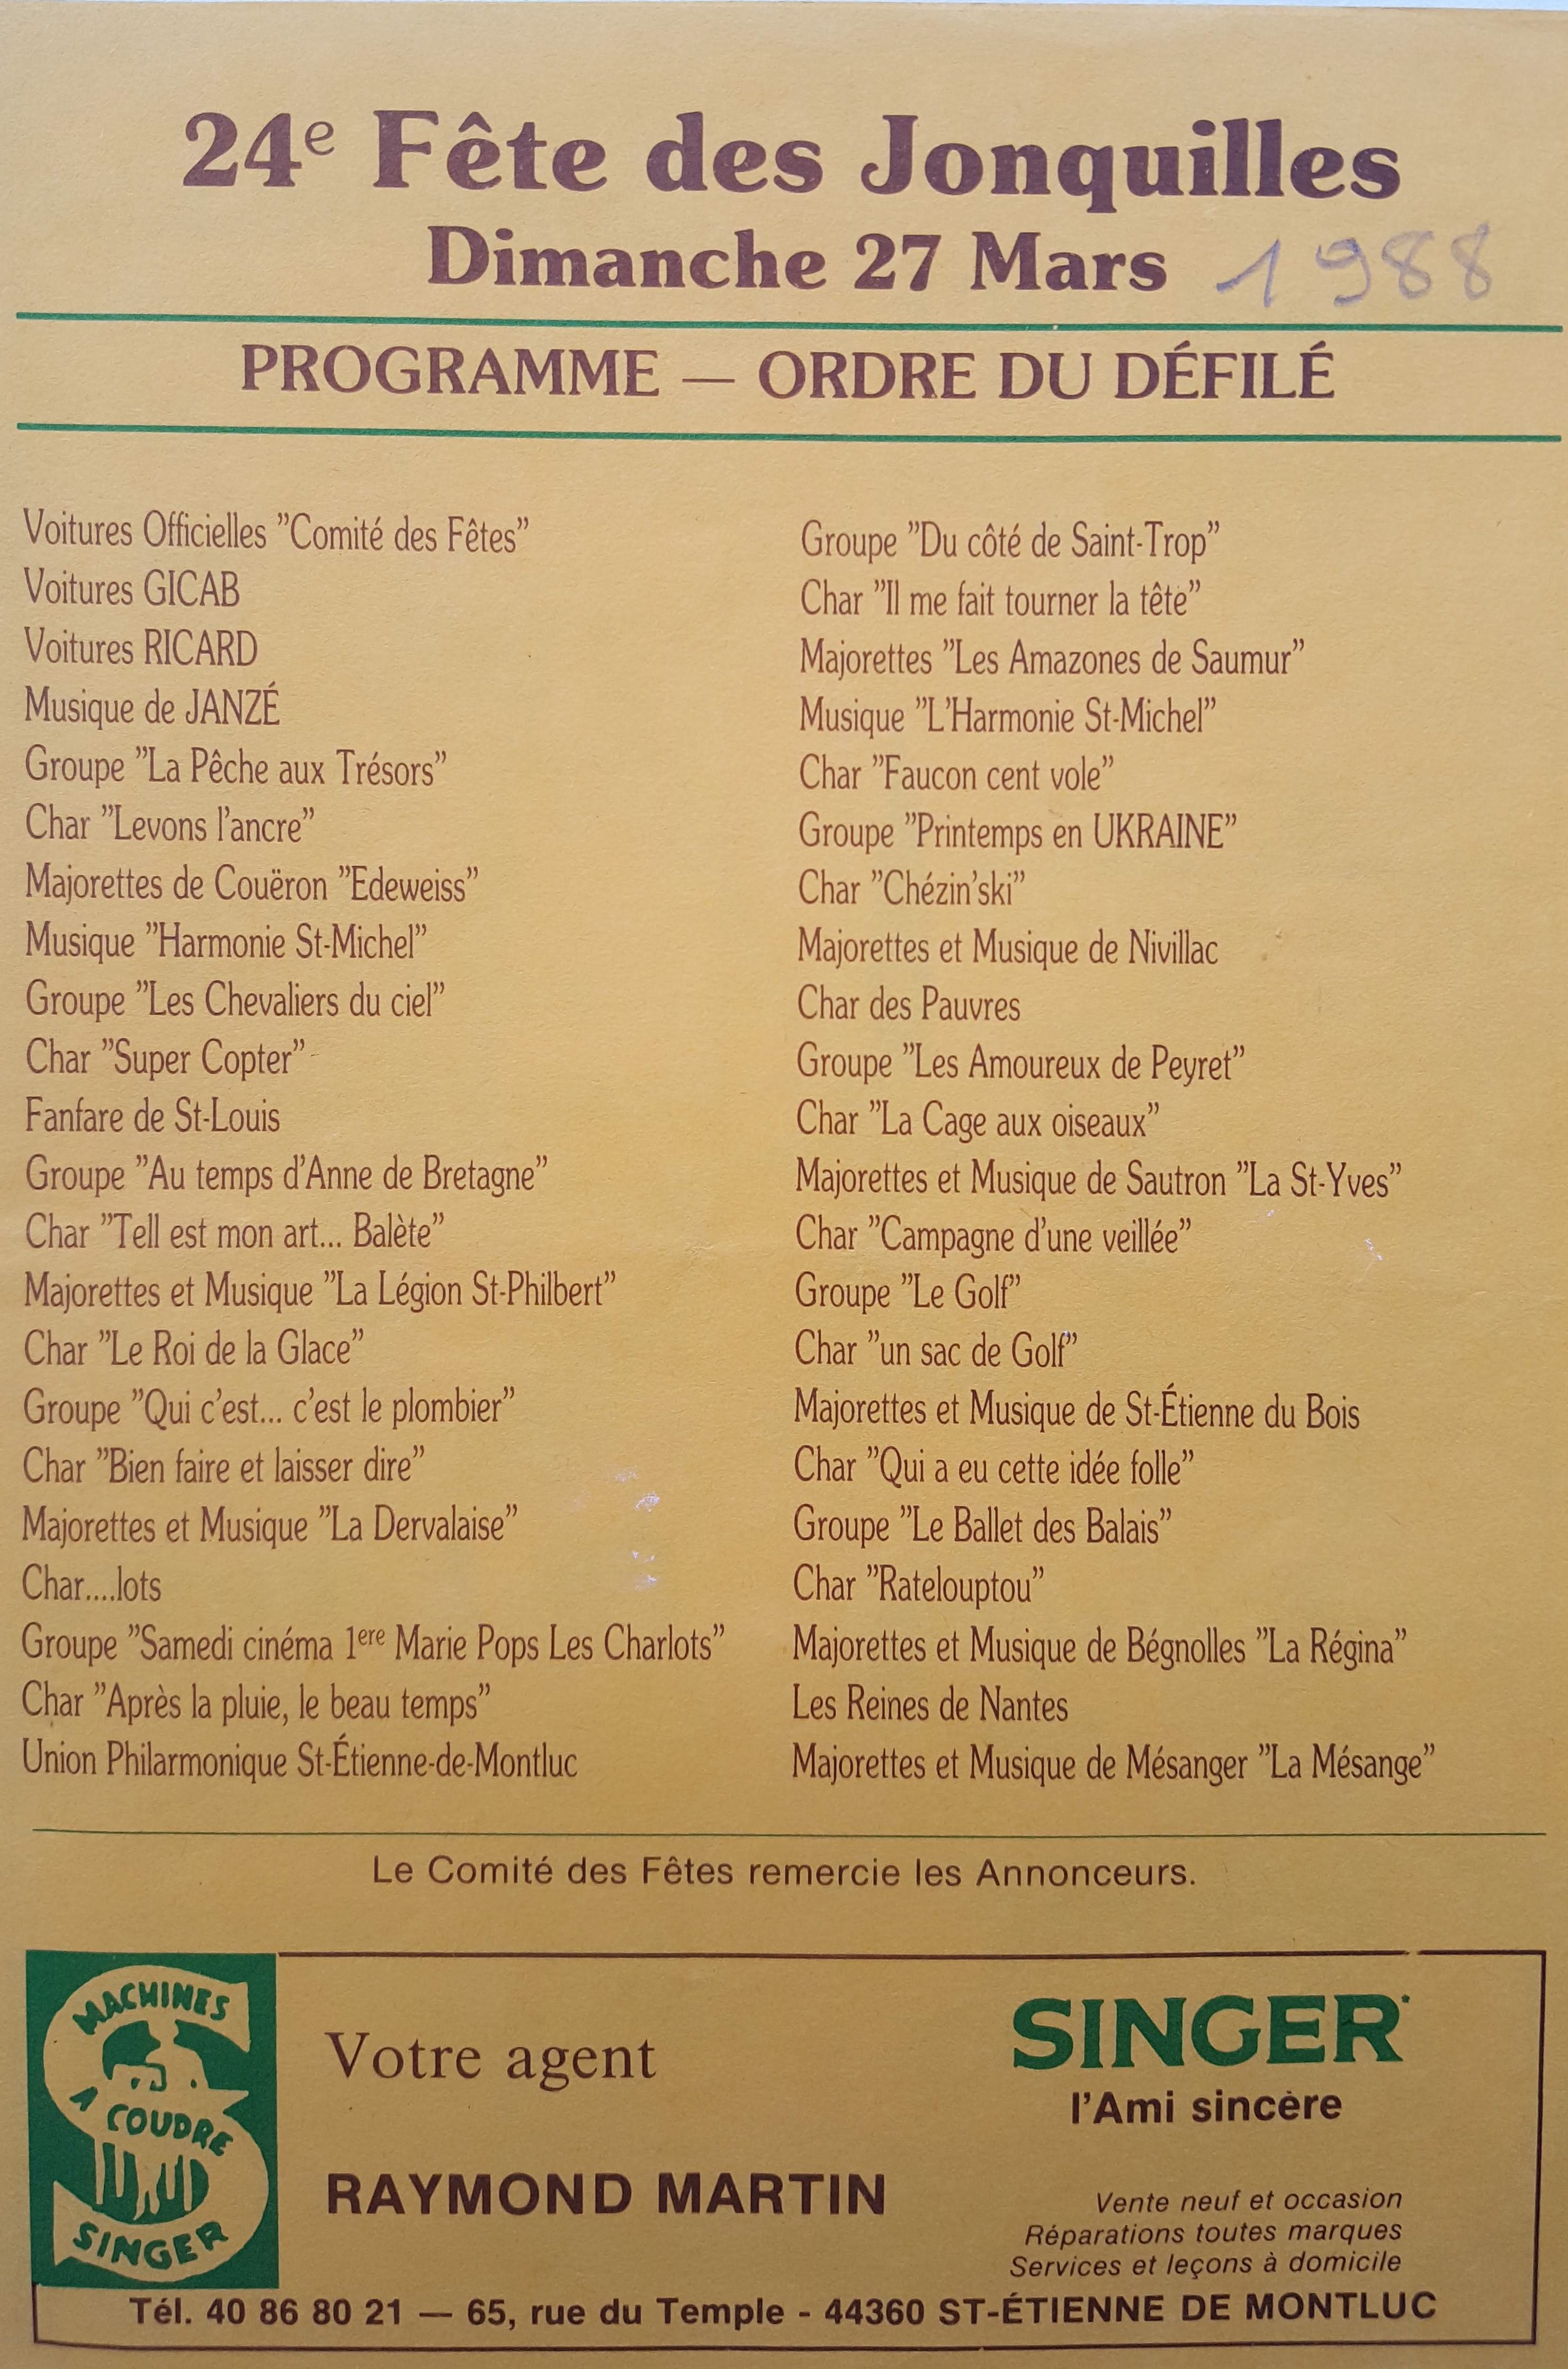 24e Fête des Jonquilles
Dimanche 27 Mars 1988
PROGRAMME — ORDRE DU DÉFILÉ
Voitures Officielles "Comité des Fêtes"
Voitures GICAB
Voitures RICARD
Musique de JANZÉ
Groupe "La Pêche aux Trésors"
Char "Levons l'ancre"
Majorettes de Couëron "Edeweiss"
Musique "Harmonie St-Michel"
Groupe "Les Chevaliers du ciel"
Char "Super Copter"
Fanfare de St-Louis
Groupe "Au temps d'Anne de Bretagne"
Char "Tell est mon art... Balète"
Majorettes et Musique "La Légion St-Philbert"
Char "Le Roi de la Glace"
Groupe "Qui c'est... c'est le plombier"
Char "Bien faire et laisser dire"
Majorettes et Musique "La Dervalaise"
Char....lots
Groupe "Samedi cinéma 1ere Marie Pops Les Charlots"
Char "Après la pluie, le beau temps"
Union Philarmonique St-Étienne-de-Montluc
Groupe "Du côté de Saint-Trop"
Char "Il me fait tourner la tête"
Majorettes "Les Amazones de Saumur"
Musique "L'Harmonie St-Michel"
Char "Faucon cent vole"
Groupe "Printemps en UKRAINE"
Char "Chézin'ski"
Majorettes et Musique de Nivillac
Char des Pauvres
Groupe "Les Amoureux de Peyret"
Char "La Cage aux oiseaux"
Majorettes et Musique de Sautron "La St-Yves"
Char "Campagne d'une veillée"
Groupe "Le Golf"
Char "un sac de Golf"
Majorettes et Musique de St-Étienne du Bois
Char "Qui a eu cette idée folle"
Groupe "Le Ballet des Balais"
Char "Ratelouptou"
Majorettes et Musique de Bégnolles "La Régina"
Les Reines de Nantes
Majorettes et Musique de Mésanger "La Mésange"
Le Comité des Fêtes remercie les Annonceurs.
MACHINES
A COUDRE
SINGER
Votre agent
RAYMOND MARTIN
SINGER
l'Ami sincère
Vente neuf et occasion
Réparations toutes marques
Services et leçons à domicile
Tél. 40 86 80 21 — 65, rue du Temple - 44360 ST-ÉTIENNE DE MONTLUC